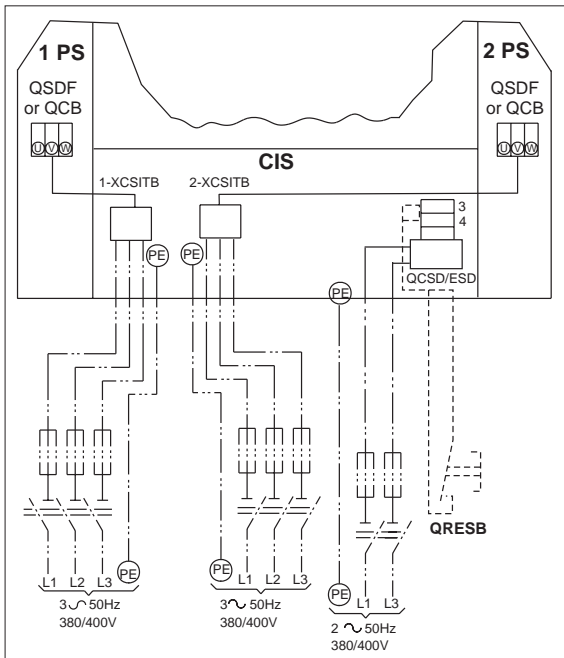 1 PS
2 PS
QSDF
or QCB
QSDF
or QCB
U V W
U V W
CIS
1-XCSITB
2-XCSITB
3
4
PE
PE
QCSD/ESD
PE
QRESB
L1 L2 L3
PE
PE
L1 L2 L3
PE
L1 L3
3 50Hz
380/400V
3 50Hz
380/400V
2 50Hz
380/400V